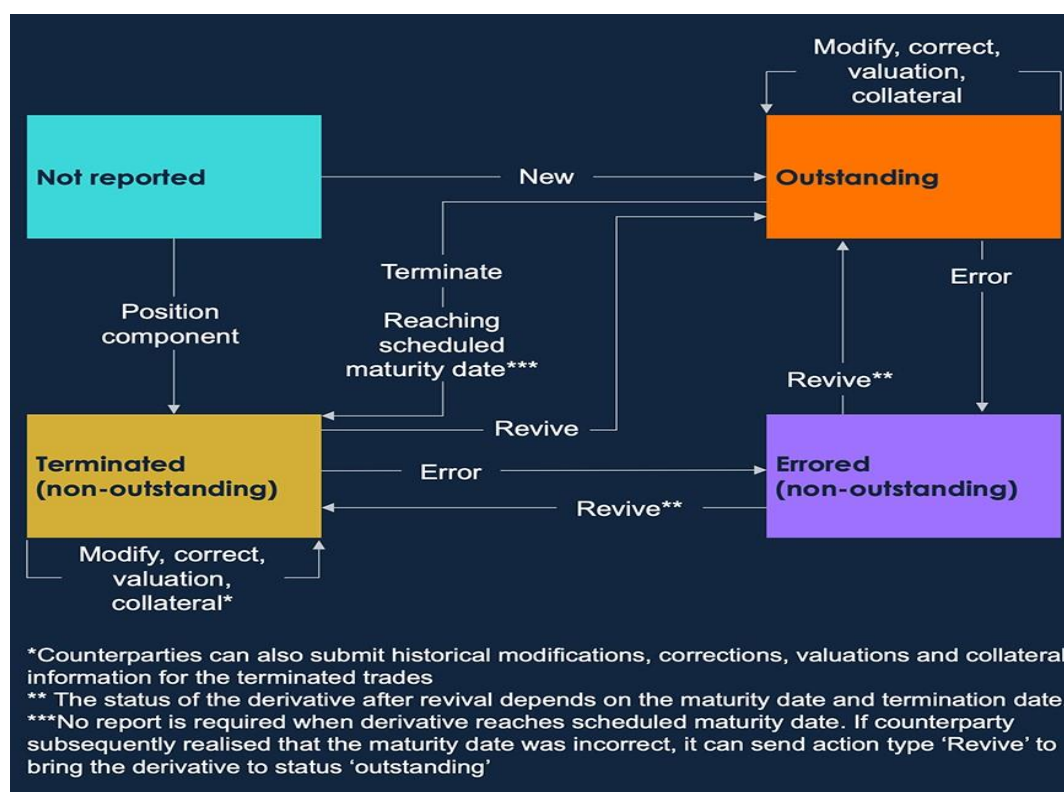 Modify, correct,
valuation,
collateral
Not reported
New
Outstanding
Terminate
Error
Position
component
Reaching
scheduled
maturity date***
Revive**
Revive
Terminated
(non-outstanding)
Error
Errored
(non-outstanding)
Revive**
Modify, correct,
valuation,
collateral*
*Counterparties can also submit historical modifications, corrections, valuations and collateral
information for the terminated trades
** The status of the derivative after revival depends on the maturity date and termination date
***No report is required when derivative reaches scheduled maturity date. If counterparty
subsequently realised that the maturity date was incorrect, it can send action type ‘Revive’ to
bring the derivative to status ‘outstanding’